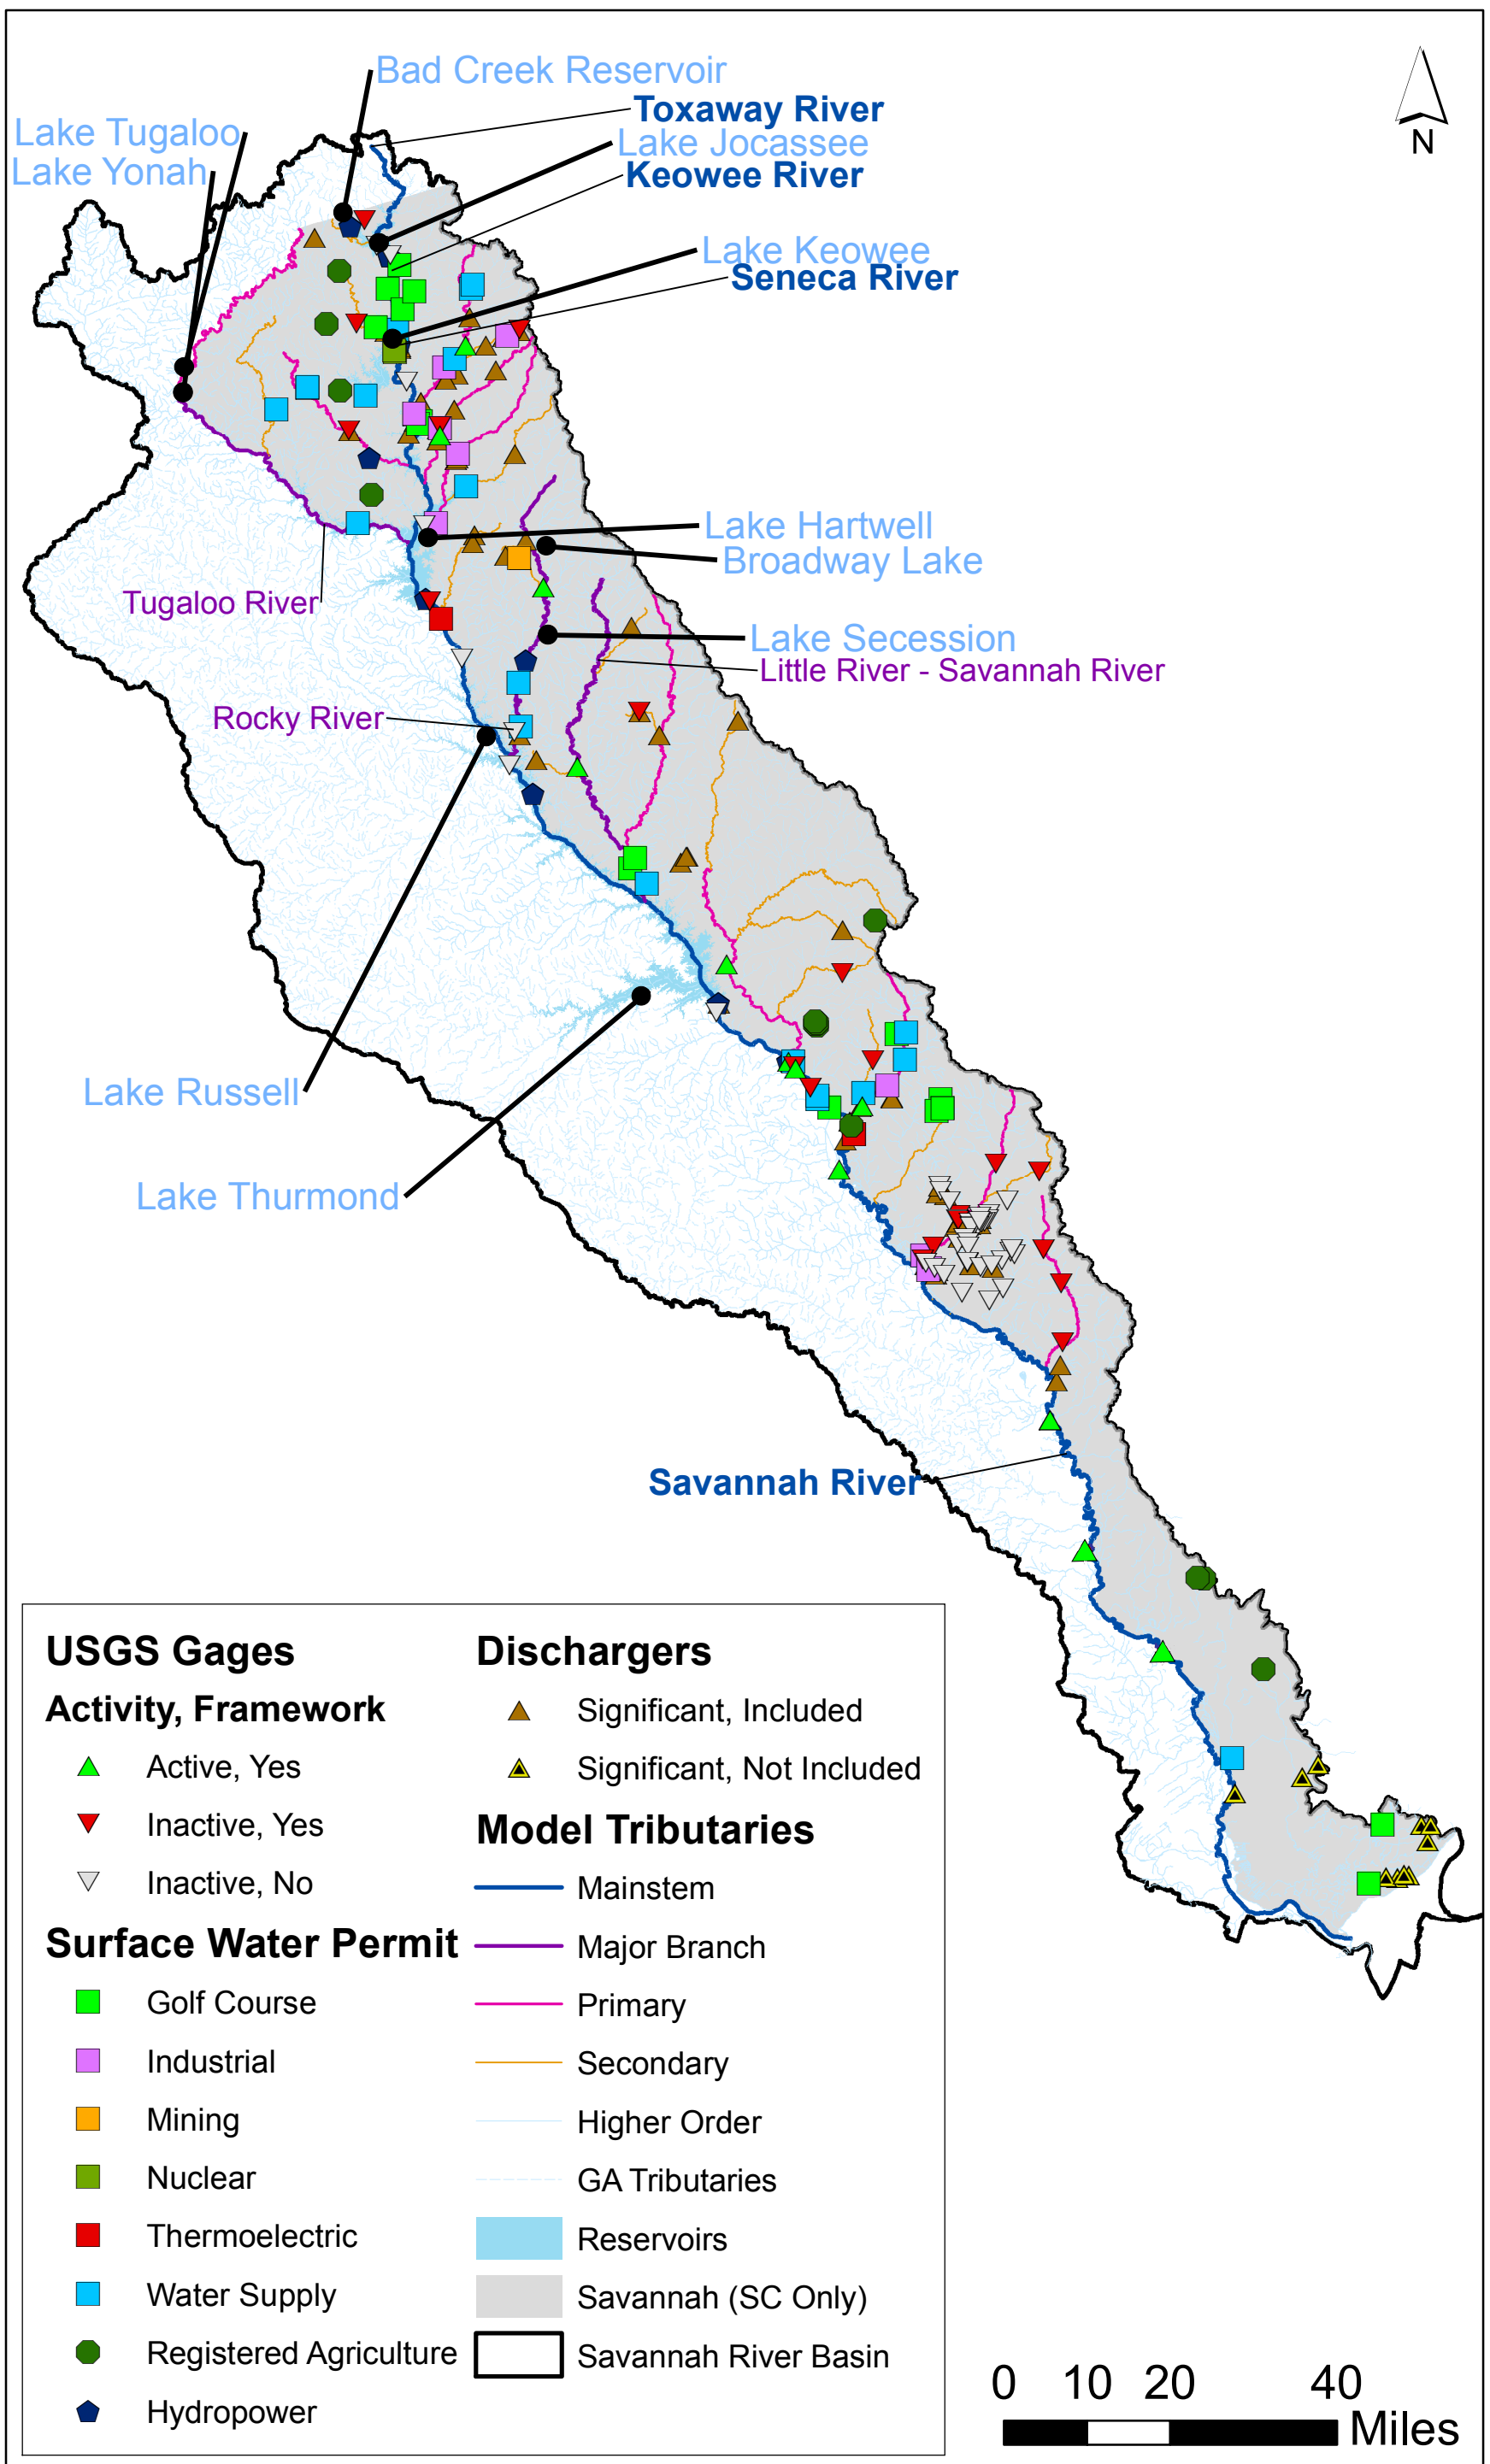 Bad Creek Reservoir
Toxaway River
Lake Tugaloo
Lake Jocassee
Lake Yonah
Keowee River
N
Lake Keowee
Seneca River
Lake Hartwell
Broadway Lake
Tugaloo River
Lake Secession
Little River - Savannah River
Rocky River
Lake Russell
Lake Thurmond
Savannah River
USGS Gages
Activity, Framework
Active, Yes
Inactive, Yes
Inactive, No
Surface Water Permit
Golf Course
Industrial
Mining
Nuclear
Thermoelectric
Water Supply
Registered Agriculture
Hydropower
Dischargers
Significant, Included
Significant, Not Included
Model Tributaries
Mainstem
Major Branch
Primary
Secondary
Higher Order
GA Tributaries
Reservoirs
Savannah (SC Only)
Savannah River Basin
0 10 20 40
Miles